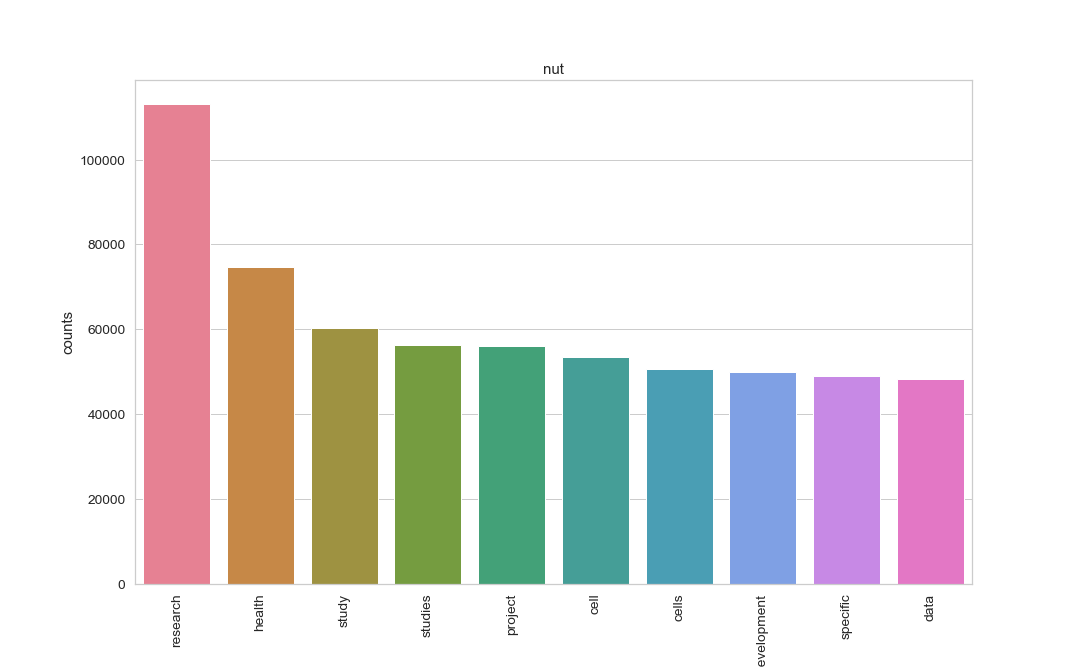 nut
counts
100000
80000
60000
40000
20000
0
research
health
study
studies
project
cell
cells
evelopment
specific
data